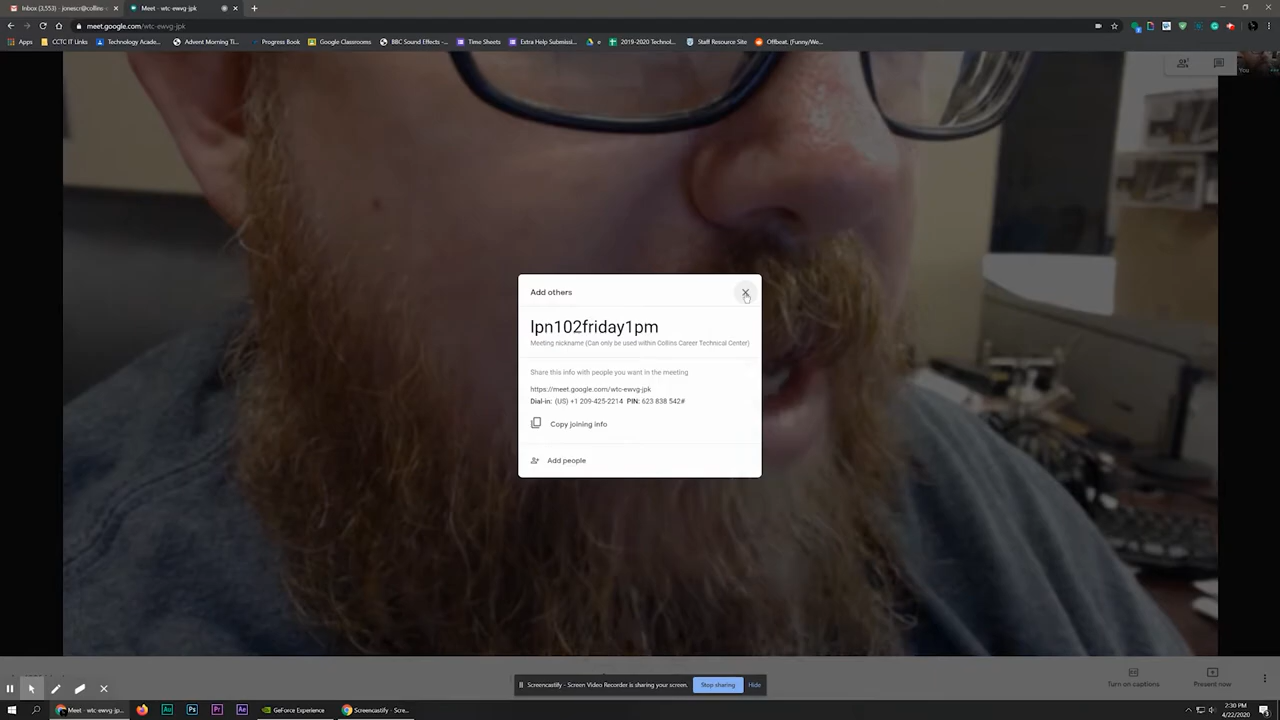 Inbox (3,553) - jonescr@collins-c
Meet - wtc-ewvg-jpk
meet.google.com/wtc-ewvg-jpk
Apps
CCTC IT Links
Technology Acade...
Advent Morning Ti...
Progress Book
Google Classrooms
BBC Sound Effects -...
Time Sheets
Extra Help Submissi...
e
2019-2020 Technol...
Staff Resource Site
Offbeat. (Funny/We...
You
Add others
lpn102friday1pm
Meeting nickname (Can only be used within Collins Career Technical Center)
Share this info with people you want in the meeting
https://meet.google.com/wtc-ewvg-jpk
Dial-in: (US) +1 209-425-2214 PIN: 623 838 542#
Copy joining info
Add people
Turn on captions
Present now
Screencastify - Screen Video Recorder is sharing your screen.
Stop sharing
Hide
Meet - wtc-ewvg-jp...
Ps
Pr
Ae
GeForce Experience
Screencastify - Scre...
2:30 PM
4/22/2020